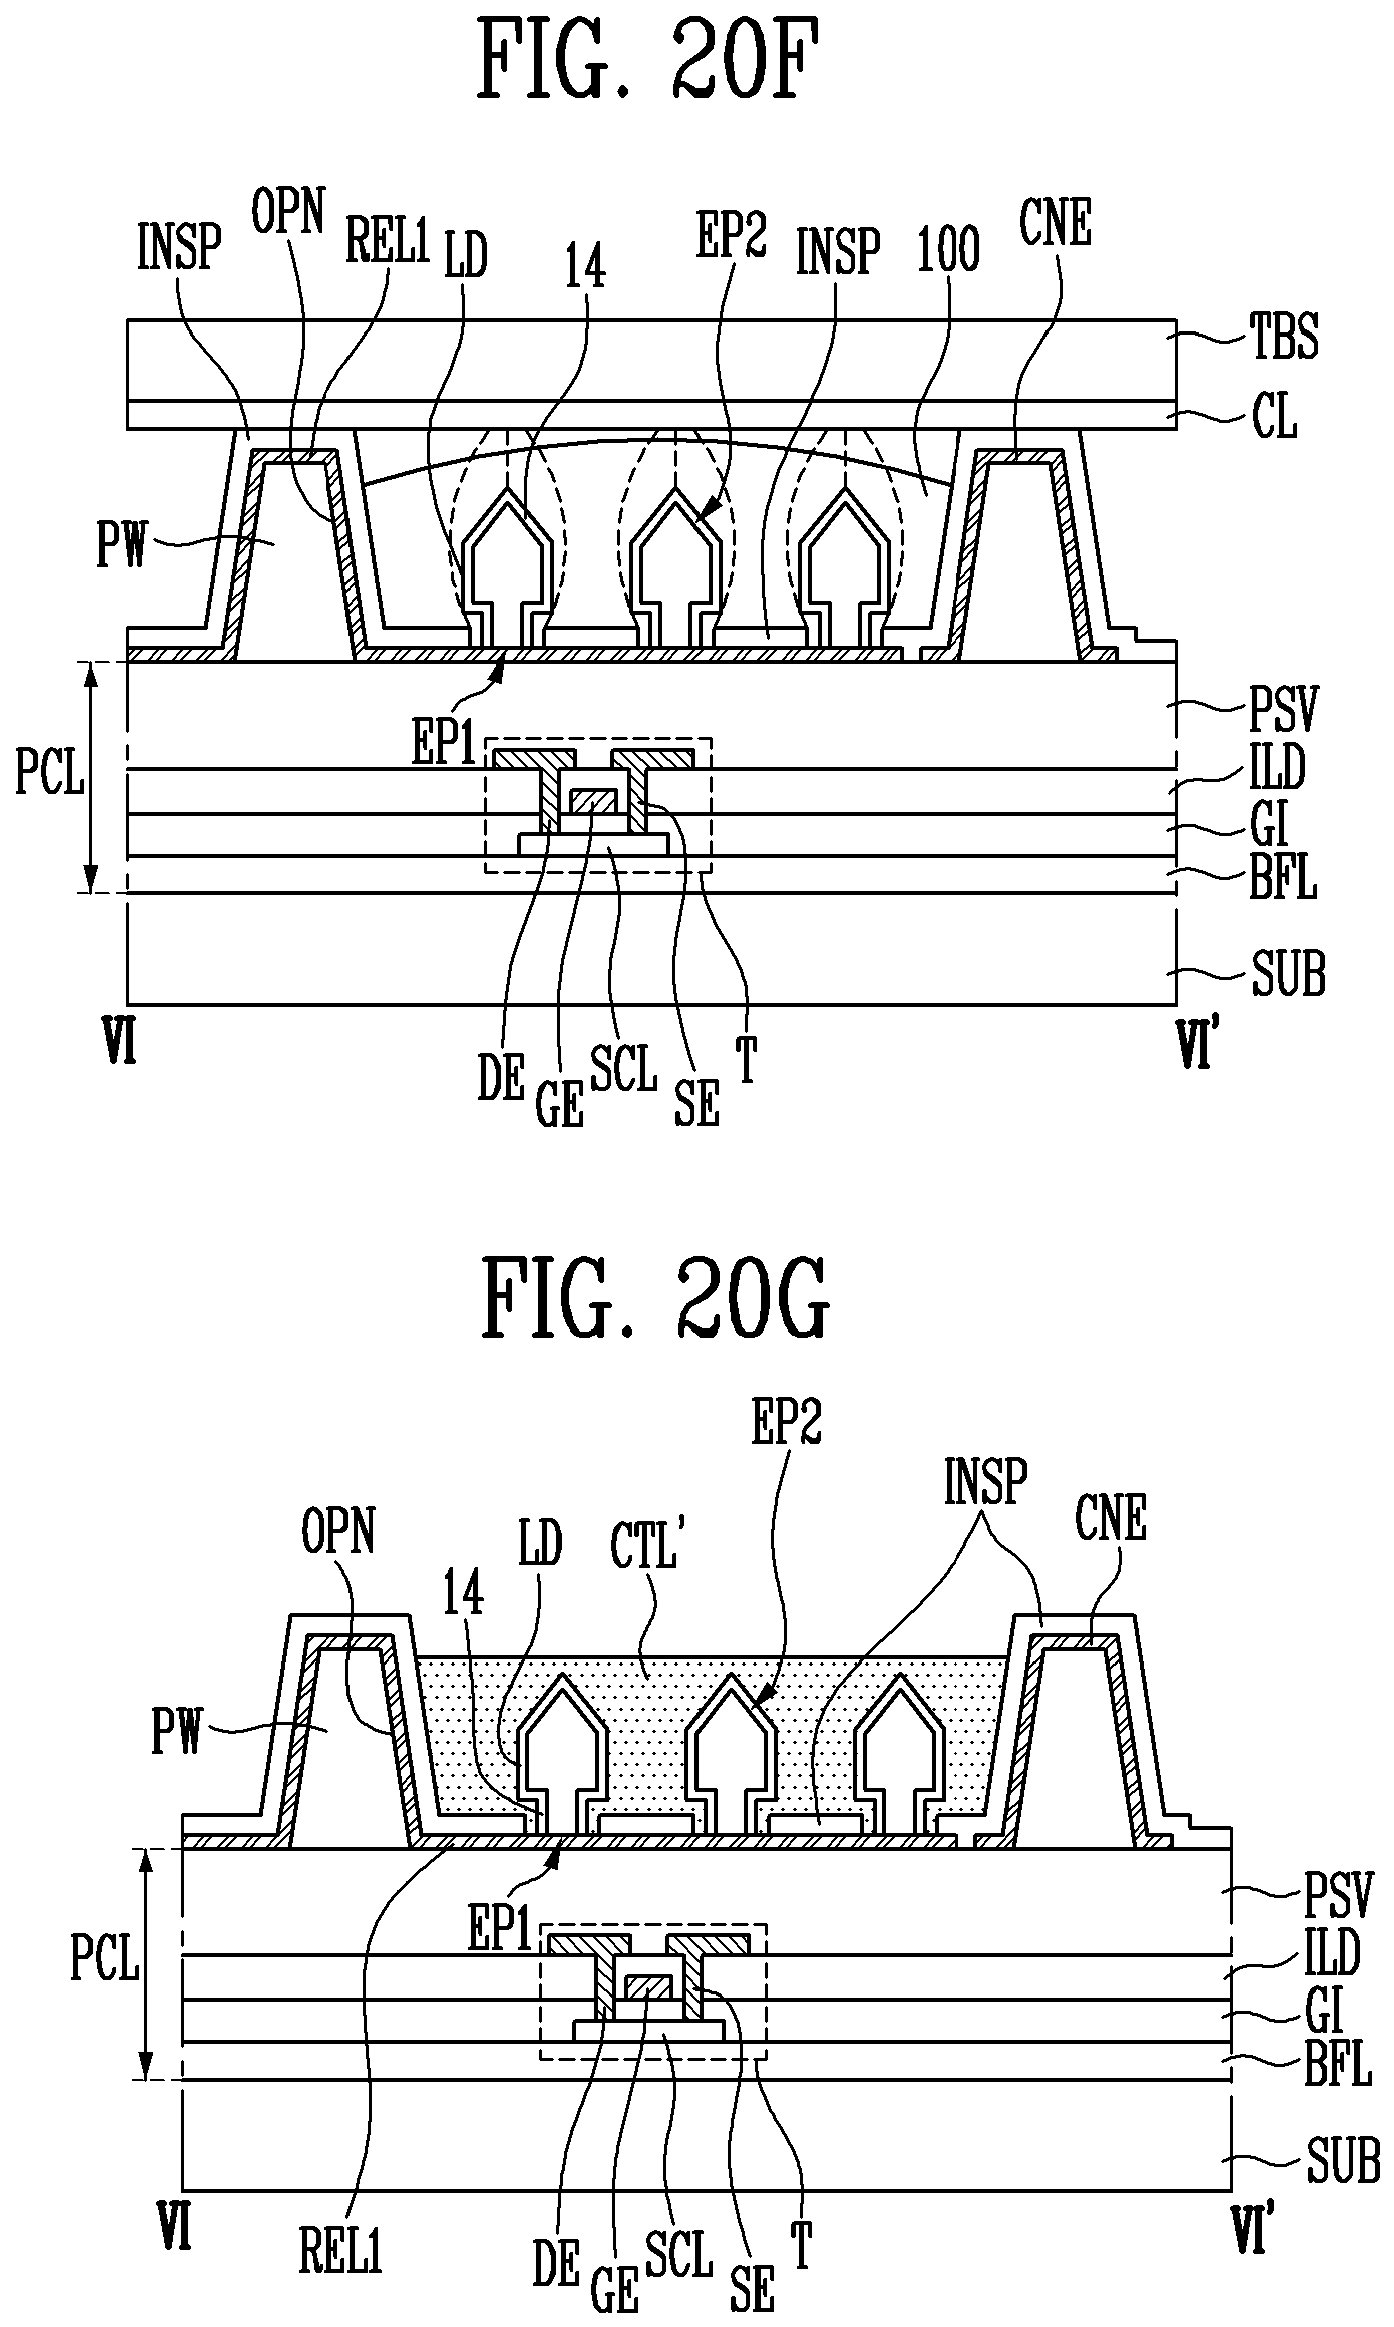 FIG. 20F
INSP OPN REL1 LD 14 EP2 INSP 100 CNE
TBS
CL
PW
EP1
PSV
PCL
ILD
GI
BFL
SUB
VI VI'
DE GE SCL SE T
FIG. 20G
EP2
INSP
CNE
OPN
LD
CTL'
14
PW
EP1
PSV
PCL
ILD
GI
BFL
SUB
VI VI'
REL1 DE GE SCL SE T